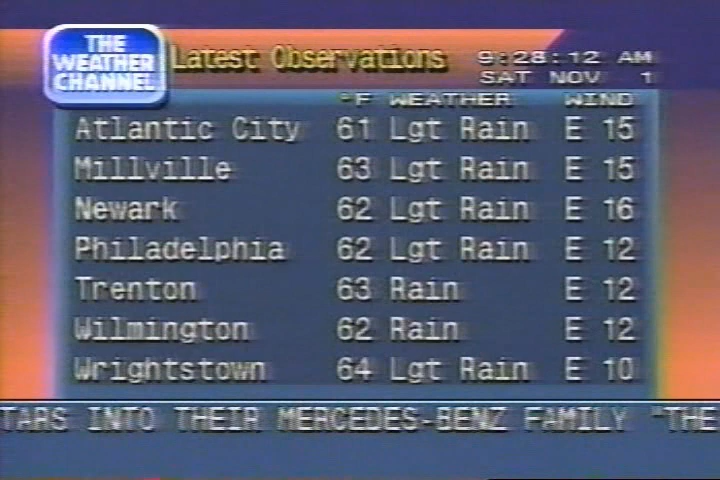 THE
WEATHER
CHANNEL
Latest Observations
9:28:12 AM
SAT NOV 1
°F WEATHER WIND
Atlantic City 61 Lgt Rain E 15
Millville 63 Lgt Rain E 15
Newark 62 Lgt Rain E 16
Philadelphia 62 Lgt Rain E 12
Trenton 63 Rain E 12
Wilmington 62 Rain E 12
Wrightstown 64 Lgt Rain E 10
TARS INTO THEIR MERCEDES-BENZ FAMILY "THE